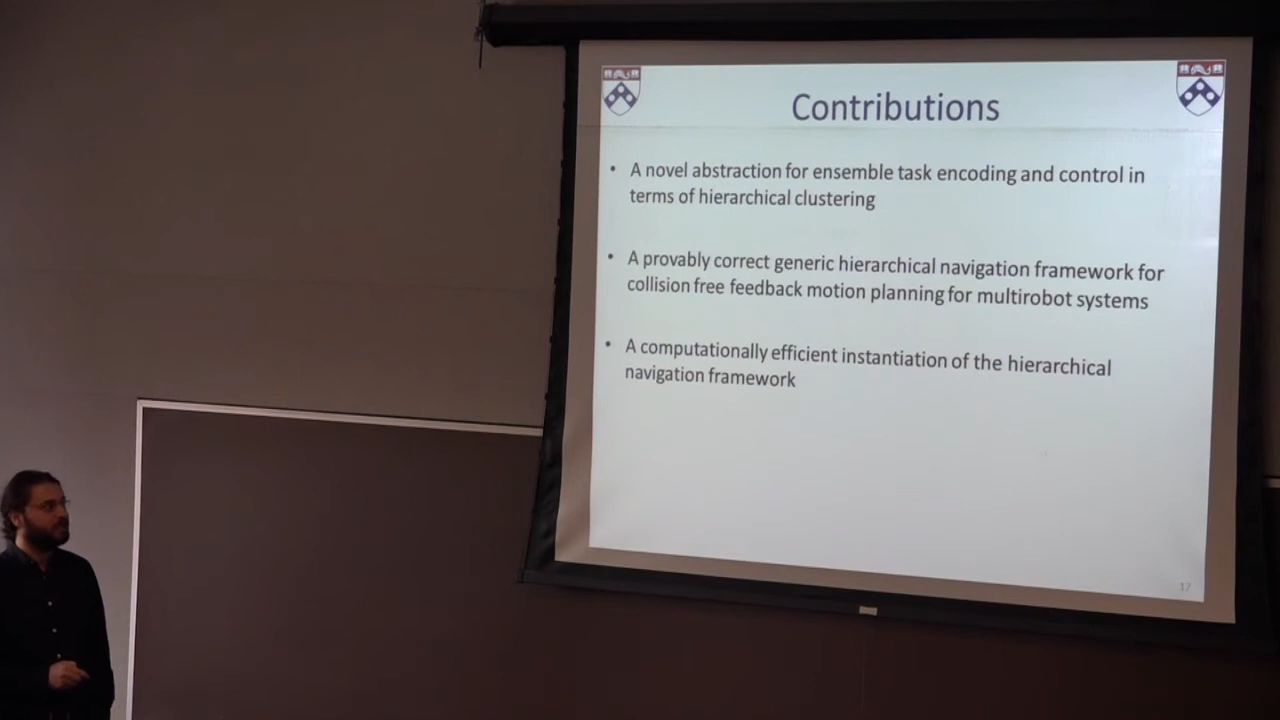 Contributions
• A novel abstraction for ensemble task encoding and control in
terms of hierarchical clustering
• A provably correct generic hierarchical navigation framework for
collision free feedback motion planning for multirobot systems
• A computationally efficient instantiation of the hierarchical
navigation framework
17